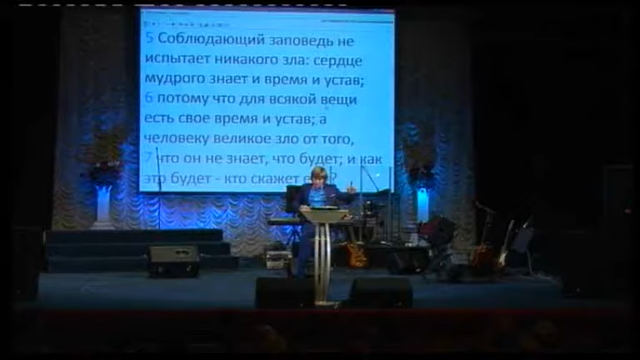 5 Соблюдающий заповедь не
испытает никакого зла: сердце
мудрого знает и время и устав;
6 потому что для всякой вещи
есть свое время и устав; а
человеку великое зло от того,
7 что он не знает, что будет; и как
это будет - кто скажет